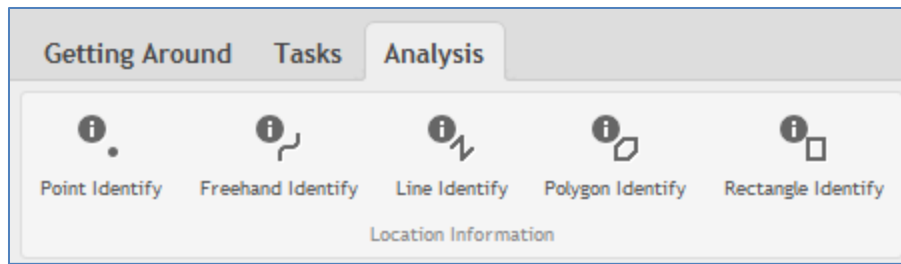 Getting Around Tasks Analysis
Point Identify Freehand Identify Line Identify Polygon Identify Rectangle Identify
Location Information